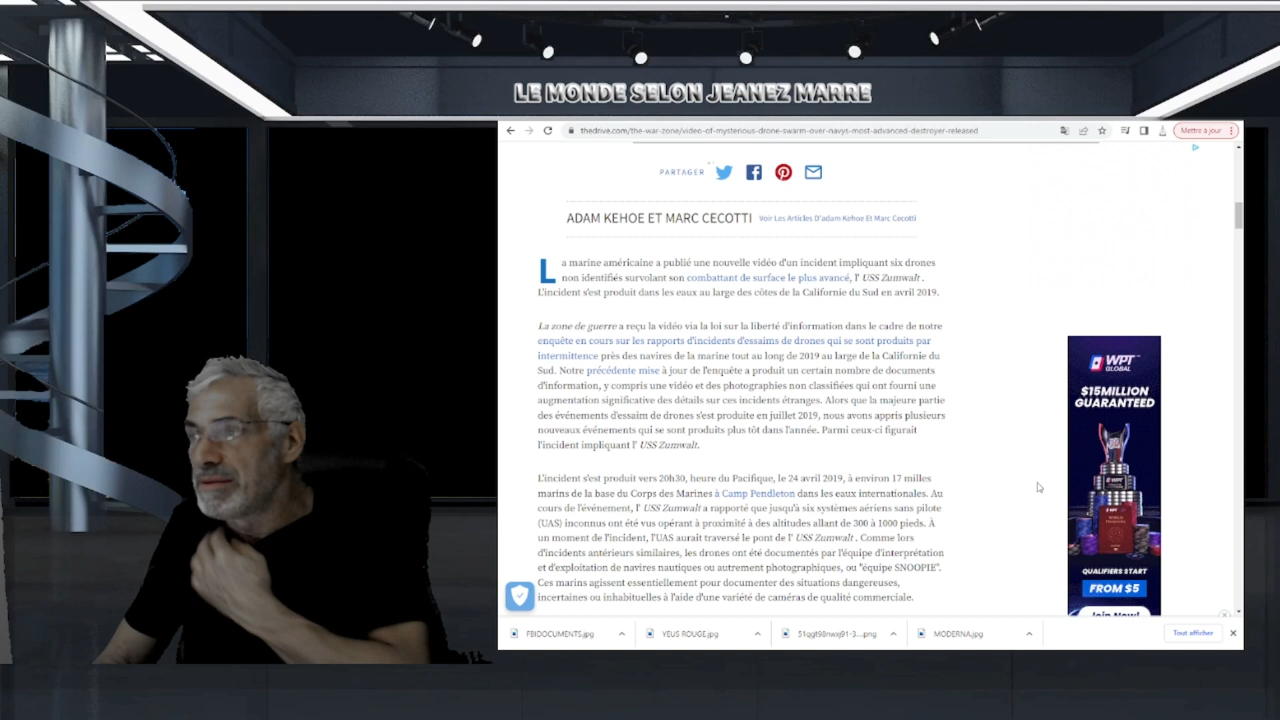 LE MONDE SELON JEANEZ MARRE
thedrive.com/the-war-zone/video-of-mysterious-drone-swarm-over-navys-most-advanced-destroyer-released
Mettre à jour
PARTAGER
ADAM KEHOE ET MARC CECOTTI Voir Les Articles D'adam Kehoe Et Marc Cecotti
La marine américaine a publié une nouvelle vidéo d'un incident impliquant six drones
non identifiés survolant son combattant de surface le plus avancé, l' USS Zumwalt .
L'incident s'est produit dans les eaux au large des côtes de la Californie du Sud en avril 2019.
La zone de guerre a reçu la vidéo via la loi sur la liberté d'information dans le cadre de notre
enquête en cours sur les rapports d'incidents d'essaims de drones qui se sont produits par
intermittence près des navires de la marine tout au long de 2019 au large de la Californie du
Sud. Notre précédente mise à jour de l'enquête a produit un certain nombre de documents
d'information, y compris une vidéo et des photographies non classifiées qui ont fourni une
augmentation significative des détails sur ces incidents étranges. Alors que la majeure partie
des événements d'essaim de drones s'est produite en juillet 2019, nous avons appris plusieurs
nouveaux événements qui se sont produits plus tôt dans l'année. Parmi ceux-ci figurait
l'incident impliquant l' USS Zumwalt.
L'incident s'est produit vers 20h30, heure du Pacifique, le 24 avril 2019, à environ 17 milles
marins de la base du Corps des Marines à Camp Pendleton dans les eaux internationales. Au
cours de l'événement, l' USS Zumwalt a rapporté que jusqu'à six systèmes aériens sans pilote
(UAS) inconnus ont été vus opérant à proximité à des altitudes allant de 300 à 1000 pieds. À
un moment de l'incident, l'UAS aurait traversé le pont de l' USS Zumwalt . Comme lors
d'incidents antérieurs similaires, les drones ont été documentés par l'équipe d'interprétation
et d'exploitation de navires nautiques ou autrement photographiques, ou "équipe SNOOPIE".
Ces marins agissent essentiellement pour documenter des situations dangereuses,
incertaines ou inhabituelles à l'aide d'une variété de caméras de qualité commerciale.
WPT
GLOBAL
$15MILLION
GUARANTEED
QUALIFIERS START
FROM $5
Join Now!
FBIDOCUMENTS.jpg
YEUS ROUGE.jpg
51qgt98nwxj91-3....png
MODERNA.jpg
Tout afficher